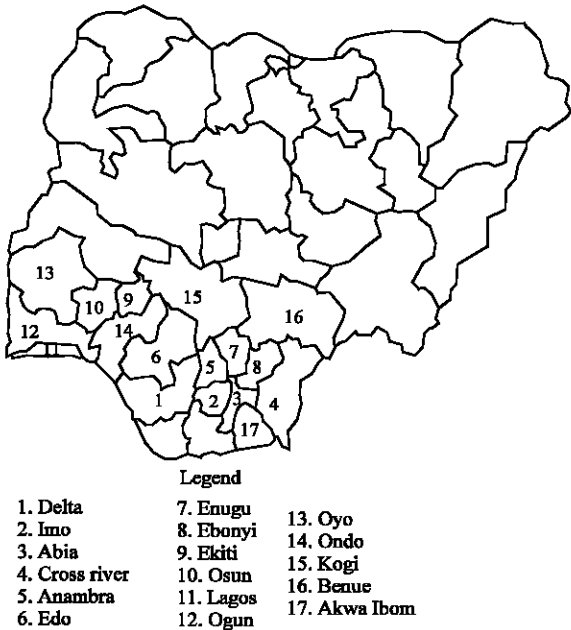 13
10
9
15
12
14
16
6
7
5
8
1
2
3
4
17
Legend
1. Delta
2. Imo
3. Abia
4. Cross river
5. Anambra
6. Edo
7. Enugu
8. Ebonyi
9. Ekiti
10. Osun
11. Lagos
12. Ogun
13. Oyo
14. Ondo
15. Kogi
16. Benue
17. Akwa Ibom